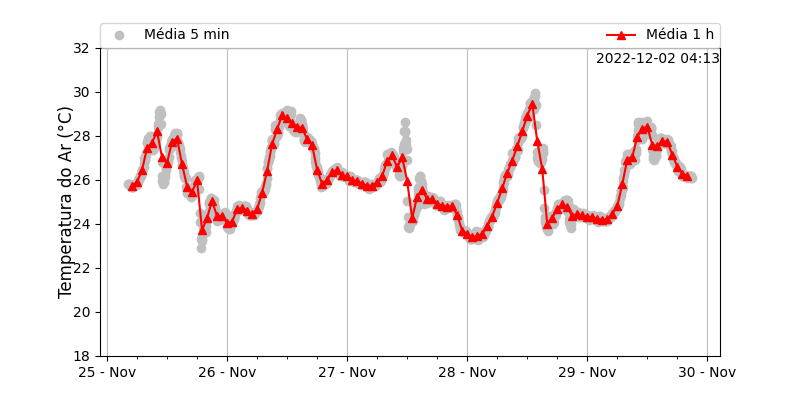 Média 5 min
Média 1 h
2022-12-02 04:13
Temperatura do Ar (°C)
32
30
28
26
24
22
20
18
25 - Nov
26 - Nov
27 - Nov
28 - Nov
29 - Nov
30 - Nov